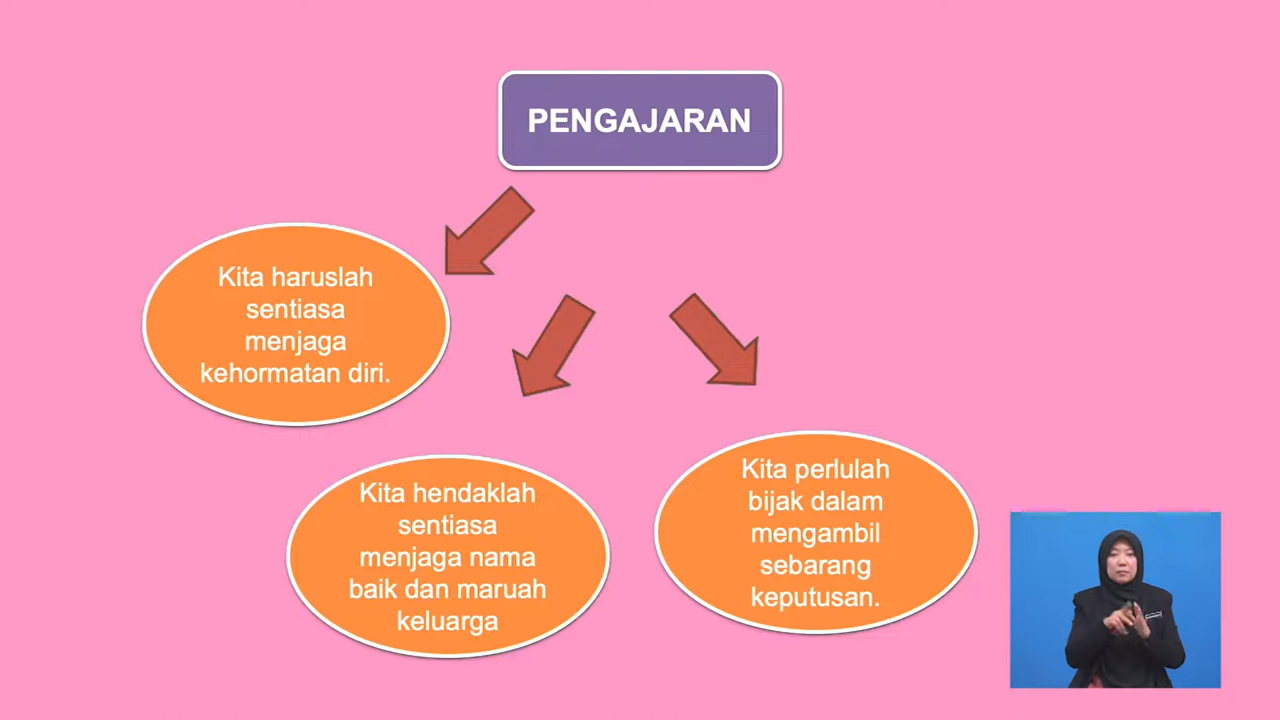 PENGAJARAN
Kita haruslah
sentiasa
menjaga
kehormatan diri.
Kita hendaklah
sentiasa
menjaga nama
baik dan maruah
keluarga
Kita perlulah
bijak dalam
mengambil
sebarang
keputusan.